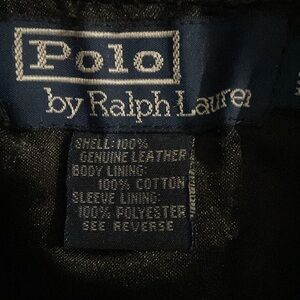 Polo
by Ralph Lauren
SHELL: 100%
GENUINE LEATHER
BODY LINING:
100% COTTON
SLEEVE LINING:
100% POLYESTER
SEE REVERSE